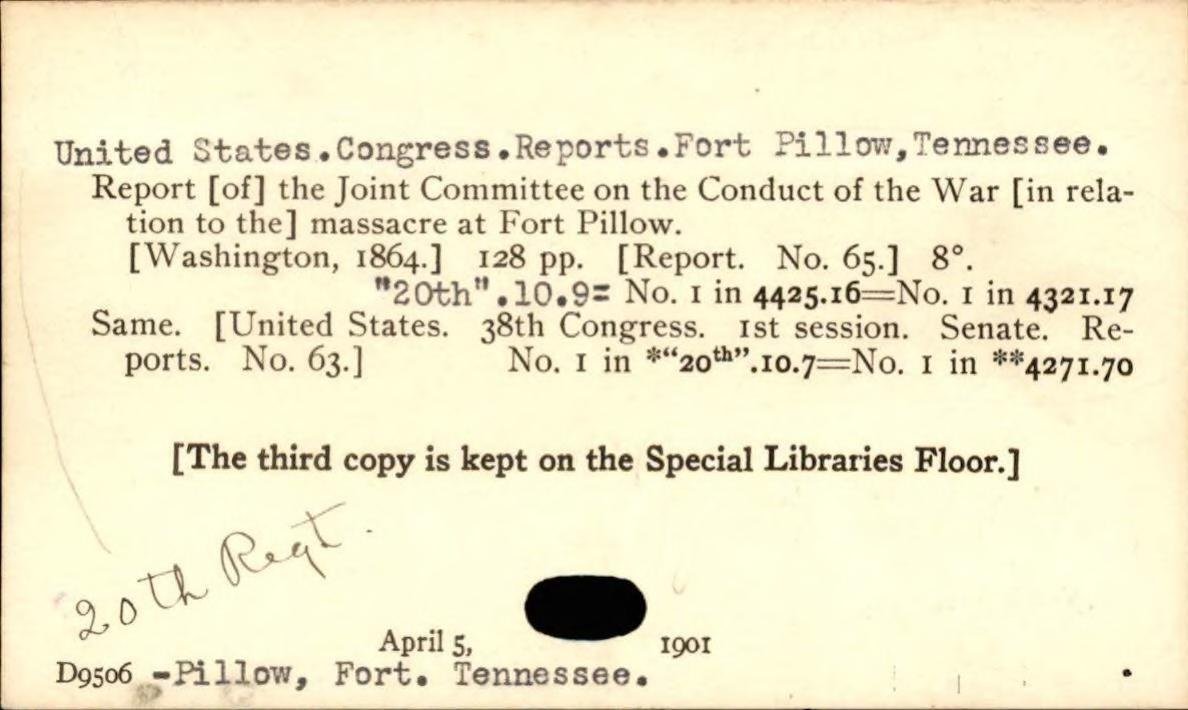 United States.Congress.Reports.Fort Pillow,Tennessee.
Report [of] the Joint Committee on the Conduct of the War [in rela-
tion to the] massacre at Fort Pillow.
[Washington, 1864.] 128 pp. [Report. No. 65.] 8°.
"20th".10.9= No. 1 in 4425.16=No. 1 in 4321.17
Same. [United States. 38th Congress. 1st session. Senate. Re-
ports. No. 63.] No. 1 in *“20th”.10.7=No. 1 in **4271.70
[The third copy is kept on the Special Libraries Floor.]
20th Regt.
April 5, 1901
D9506 -Pillow, Fort. Tennessee.